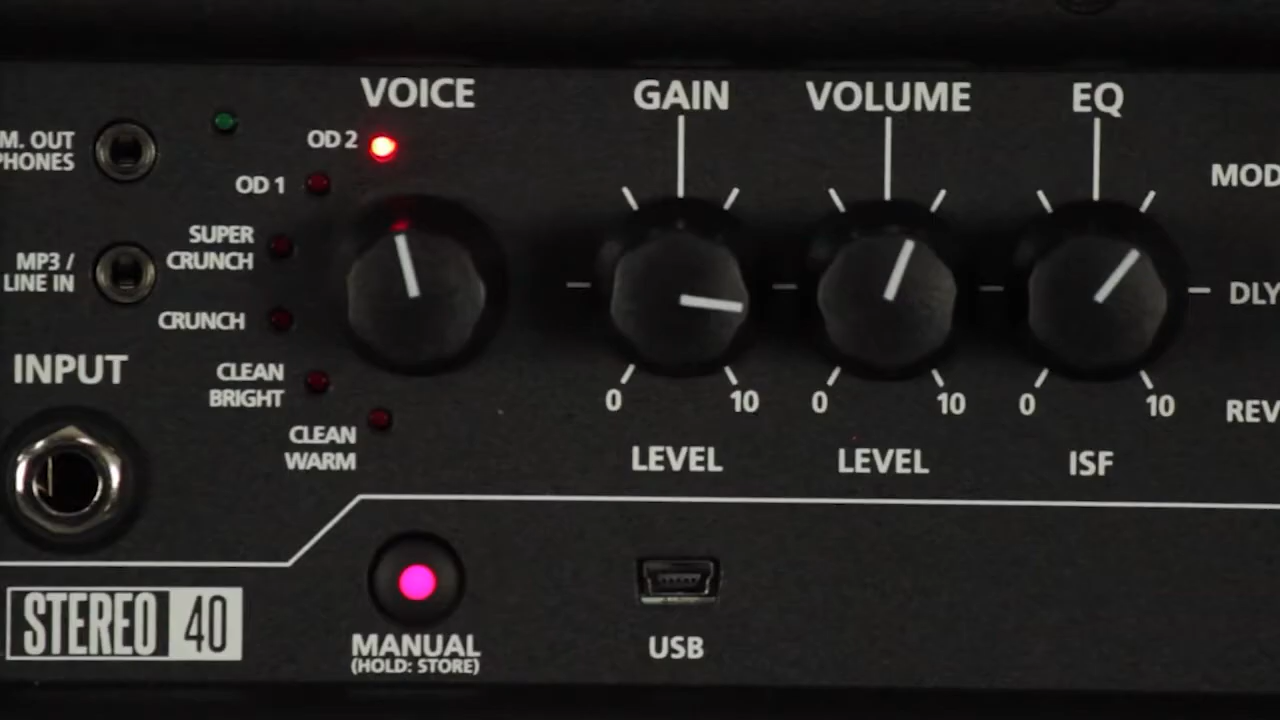 VOICE
GAIN
VOLUME
EQ
M. OUT
PHONES
OD 2
OD 1
MOD
SUPER
CRUNCH
MP3 /
LINE IN
DLY
CRUNCH
INPUT
CLEAN
BRIGHT
0 10
0 10
0 10
REV
CLEAN
WARM
LEVEL
LEVEL
ISF
STEREO 40
MANUAL
(HOLD: STORE)
USB